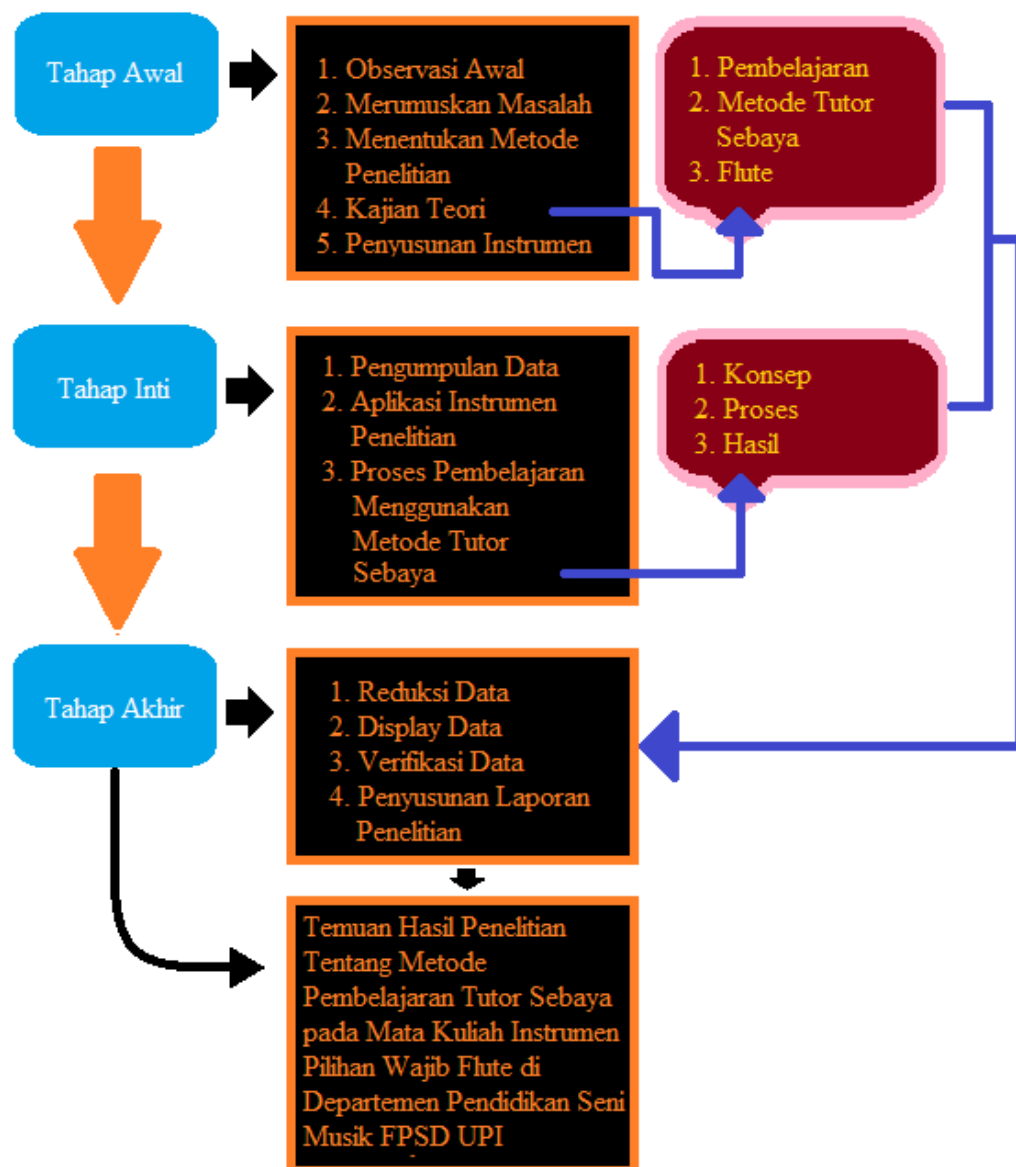 Tahap Awal
1. Observasi Awal
2. Merumuskan Masalah
3. Menentukan Metode
Penelitian
4. Kajian Teori
5. Penyusunan Instrumen
1. Pembelajaran
2. Metode Tutor
Sebaya
3. Flute
Tahap Inti
1. Pengumpulan Data
2. Aplikasi Instrumen
Penelitian
3. Proses Pembelajaran
Menggunakan
Metode Tutor
Sebaya
1. Konsep
2. Proses
3. Hasil
Tahap Akhir
1. Reduksi Data
2. Display Data
3. Verifikasi Data
4. Penyusunan Laporan
Penelitian
Temuan Hasil Penelitian
Tentang Metode
Pembelajaran Tutor Sebaya
pada Mata Kuliah Instrumen
Pilihan Wajib Flute di
Departemen Pendidikan Seni
Musik FPSD UPI